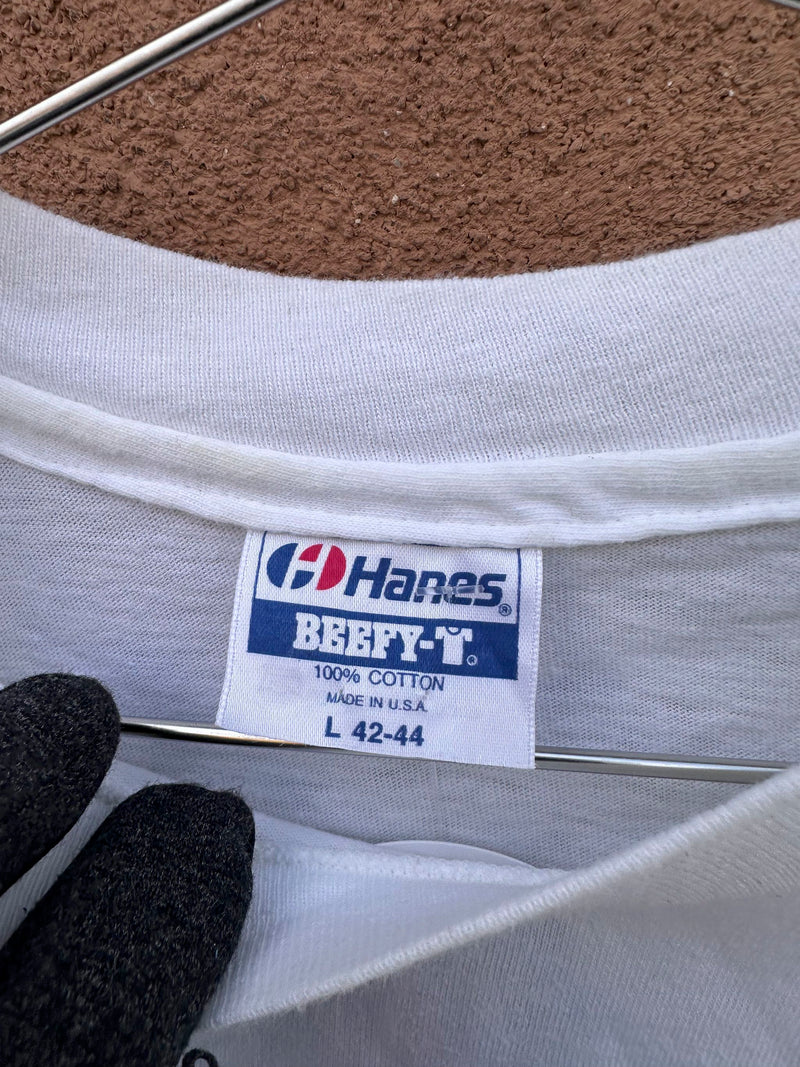 Hanes®
BEEFY-T®
100% COTTON
MADE IN U.S.A.
L 42-44